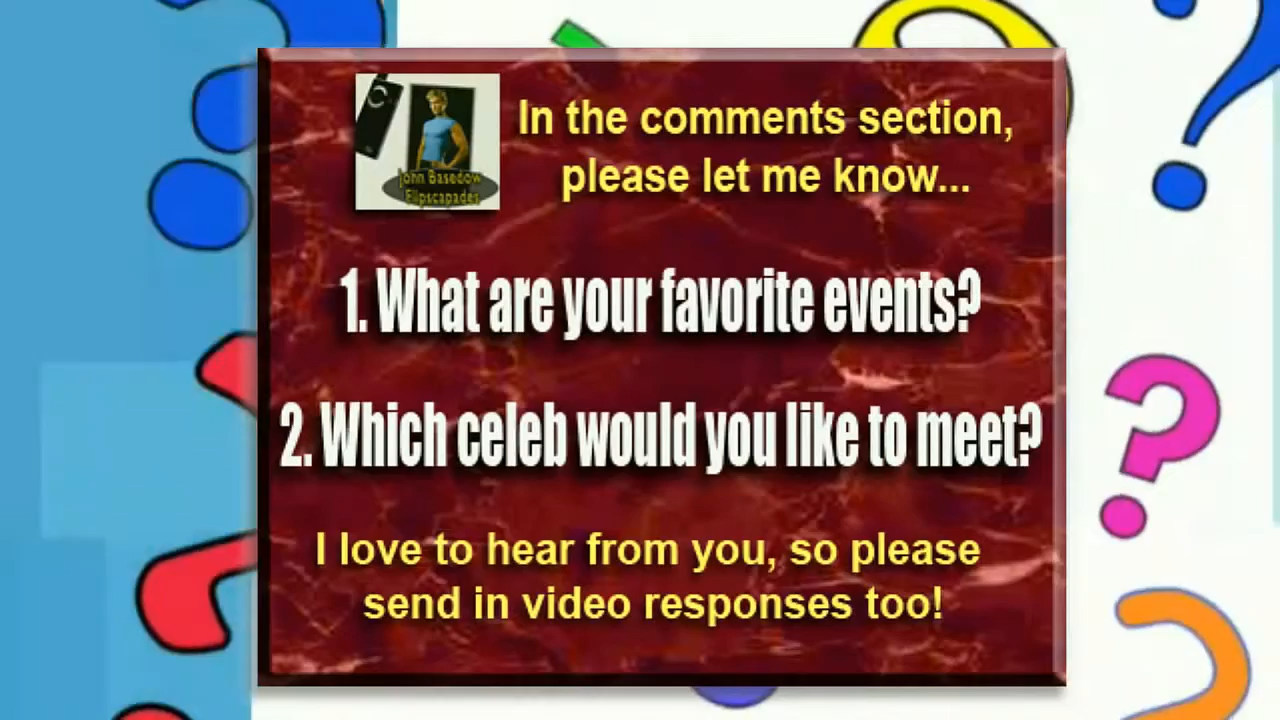 In the comments section,
please let me know...
John Basedow
Flipscapades
1. What are your favorite events?
2. Which celeb would you like to meet?
I love to hear from you, so please
send in video responses too!